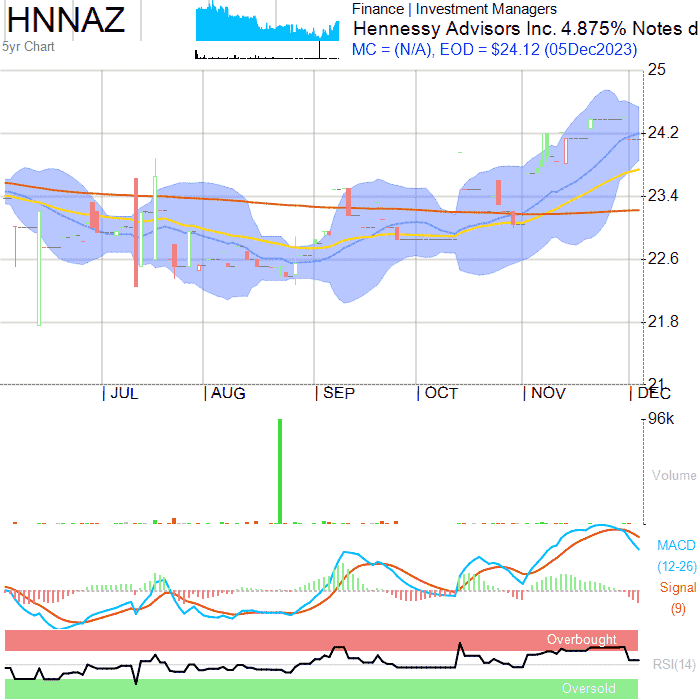 HNNAZ
5yr Chart
Finance | Investment Managers
Hennessy Advisors Inc. 4.875% Notes d
MC = (N/A), EOD = $24.12 (05Dec2023)
25
24.2
23.4
22.6
21.8
21
| JUL | AUG | SEP | OCT | NOV | DEC
96k
Volume
MACD
(12-26)
Signal
(9)
Overbought
RSI(14)
Oversold